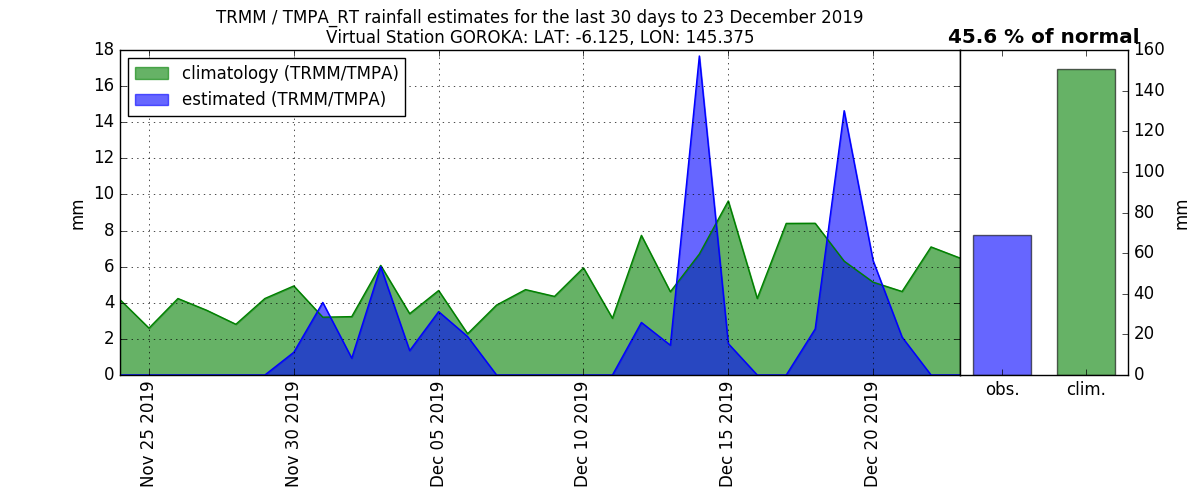 TRMM / TMPA_RT rainfall estimates for the last 30 days to 23 December 2019
Virtual Station GOROKA: LAT: -6.125, LON: 145.375
45.6 % of normal
climatology (TRMM/TMPA)
estimated (TRMM/TMPA)
mm
18
16
14
12
10
8
6
4
2
0
Nov 25 2019
Nov 30 2019
Dec 05 2019
Dec 10 2019
Dec 15 2019
Dec 20 2019
obs.
clim.
160
140
120
100
80
60
40
20
0
mm